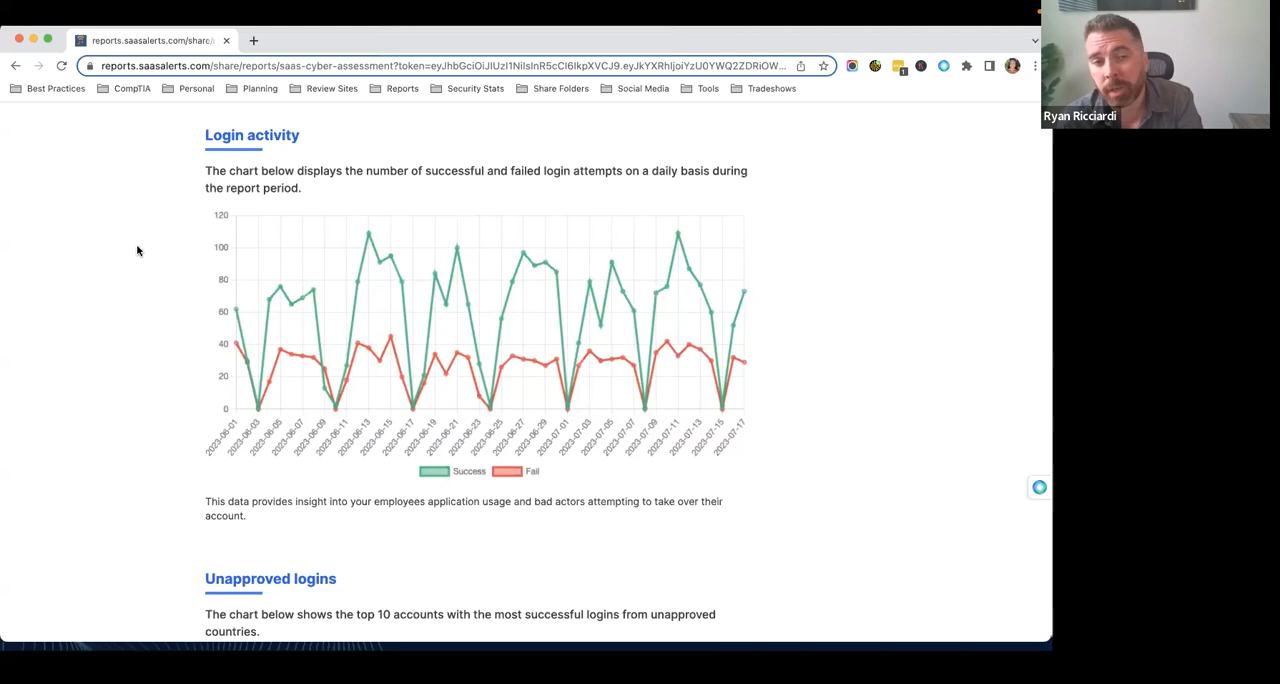 reports.saasalerts.com/share/
reports.saasalerts.com/share/reports/saas-cyber-assessment?token=
Best Practices CompTIA Personal Planning Review Sites Reports Security Stats Share Folders Social Media Tools Tradeshows
Ryan Ricciardi
Login activity
The chart below displays the number of successful and failed login attempts on a daily basis during
the report period.
120
100
80
60
40
20
0
2023-06-01 2023-06-03 2023-06-05 2023-06-07 2023-06-09 2023-06-11 2023-06-13 2023-06-15 2023-06-17 2023-06-19 2023-06-21 2023-06-23 2023-06-25 2023-06-27 2023-06-29 2023-07-01 2023-07-03 2023-07-05 2023-07-07 2023-07-09 2023-07-11 2023-07-13 2023-07-15 2023-07-17
Success Fail
This data provides insight into your employees application usage and bad actors attempting to take over their
account.
Unapproved logins
The chart below shows the top 10 accounts with the most successful logins from unapproved
countries.